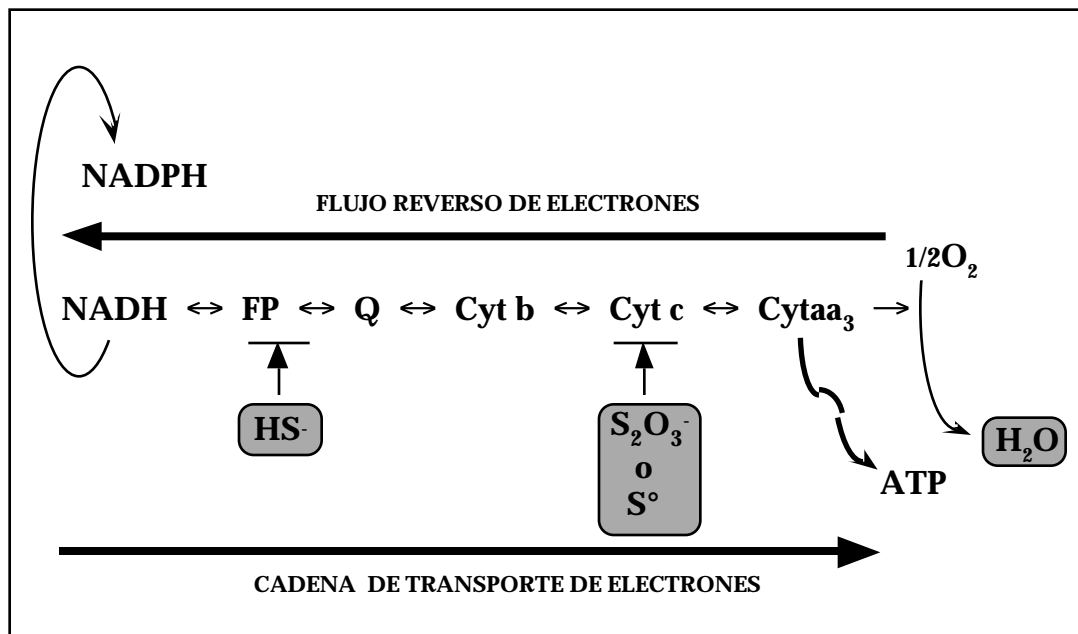 NADPH
FLUJO REVERSO DE ELECTRONES
1/2O₂
NADH ↔ FP ↔ Q ↔ Cyt b ↔ Cyt c ↔ Cytaa₃ →
HS-
S₂O₃⁻
o
S°
H₂O
ATP
CADENA DE TRANSPORTE DE ELECTRONES